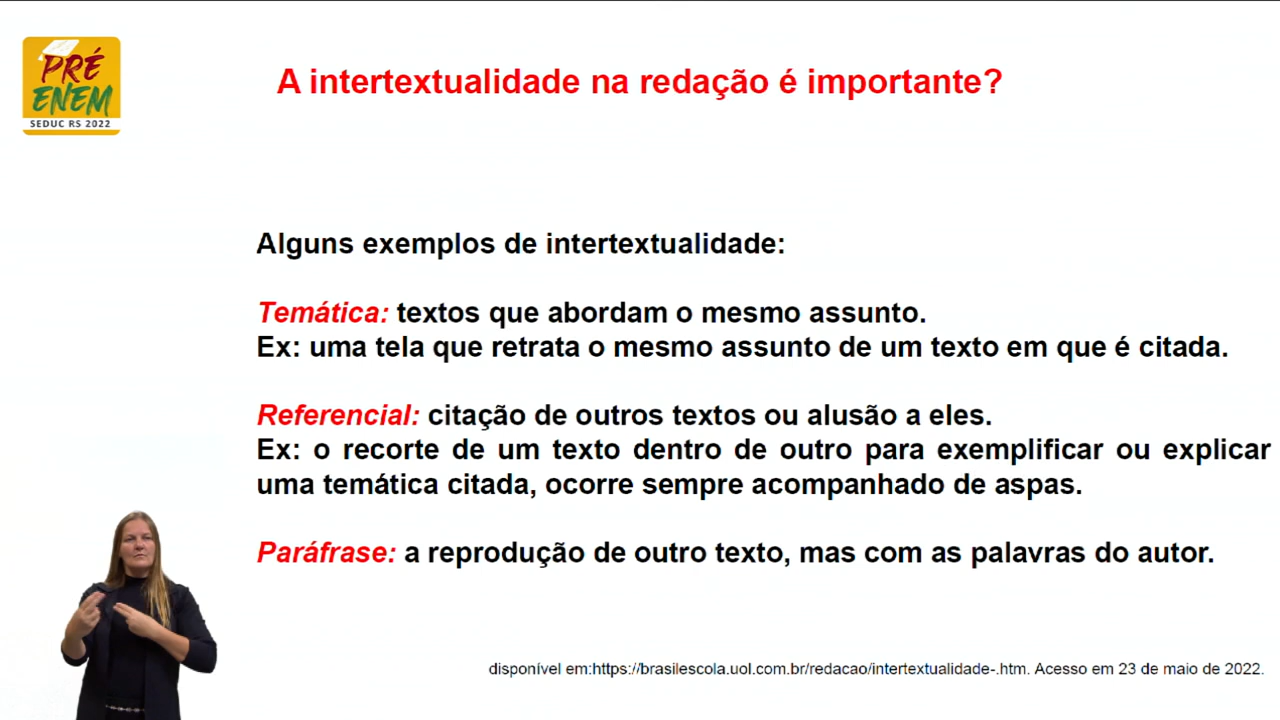 PRÉ
ENEM
SEDUC RS 2022
A intertextualidade na redação é importante?
Alguns exemplos de intertextualidade:
Temática: textos que abordam o mesmo assunto.
Ex: uma tela que retrata o mesmo assunto de um texto em que é citada.
Referencial: citação de outros textos ou alusão a eles.
Ex: o recorte de um texto dentro de outro para exemplificar ou explicar
uma temática citada, ocorre sempre acompanhado de aspas.
Paráfrase: a reprodução de outro texto, mas com as palavras do autor.
disponível em:https://brasilescola.uol.com.br/redacao/intertextualidade-.htm. Acesso em 23 de maio de 2022.